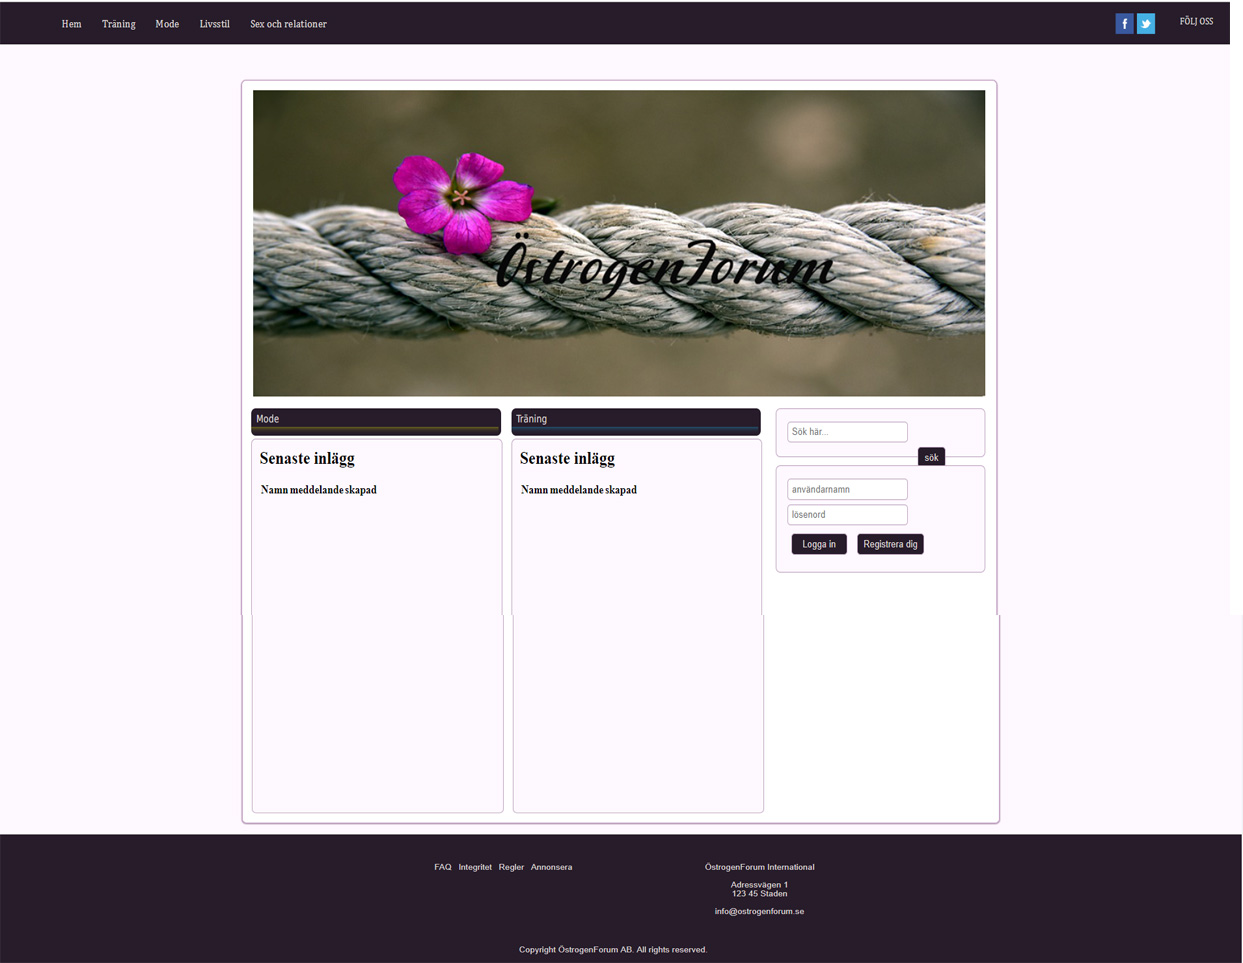 Hem Träning Mode Livsstil Sex och relationer FÖLJ OSS
ÖstrogenForum
Mode
Träning
Senaste inlägg
Namn meddelande skapad
Senaste inlägg
Namn meddelande skapad
Sök här...
sök
användarnamn
lösenord
Logga in Registrera dig
FAQ Integritet Regler Annonsera
ÖstrogenForum International
Adressvägen 1
123 45 Staden
info@ostrogenforum.se
Copyright ÖstrogenForum AB. All rights reserved.